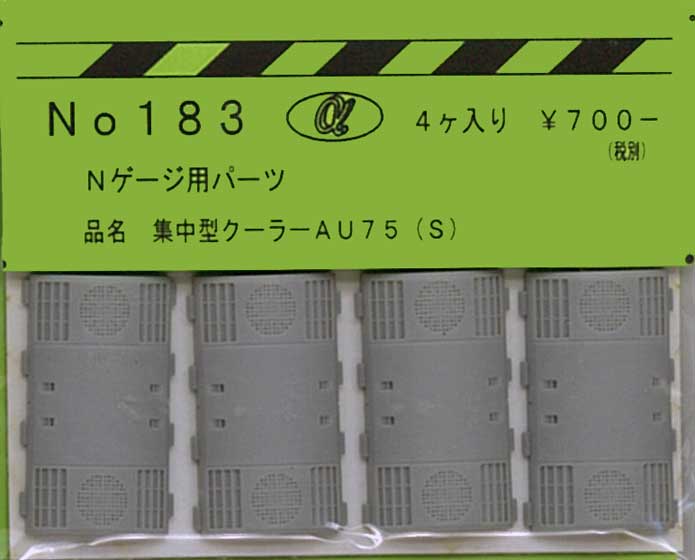 No183 α 4ヶ入り ¥700-
(税別)
Nゲージ用パーツ
品名 集中型クーラーAU75(S)